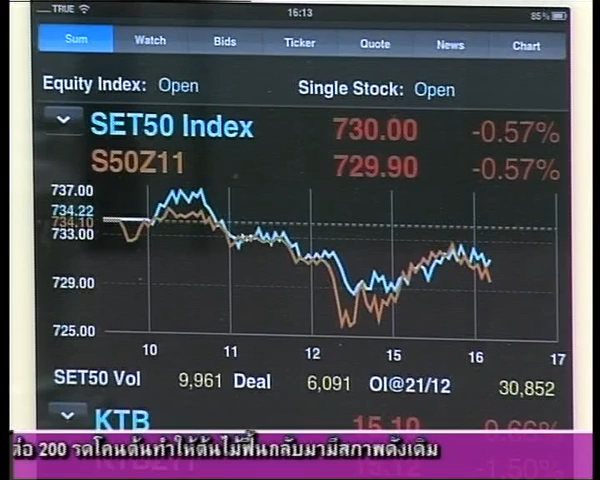 TRUE 16:13 85%
Sum Watch Bids Ticker Quote News Chart
Equity Index: Open Single Stock: Open
SET50 Index 730.00 -0.57%
S50Z11 729.90 -0.57%
737.00
734.22
734.10
733.00
729.00
725.00
10 11 12 15 16 17
SET50 Vol 9,961 Deal 6,091 OI@21/12 30,852
KTB 15.10 0.66%
ต่อ 200 รดโคนต้นทำให้ต้นไม้ฟื้นกลับมามีสภาพดังเดิม
-1.50%